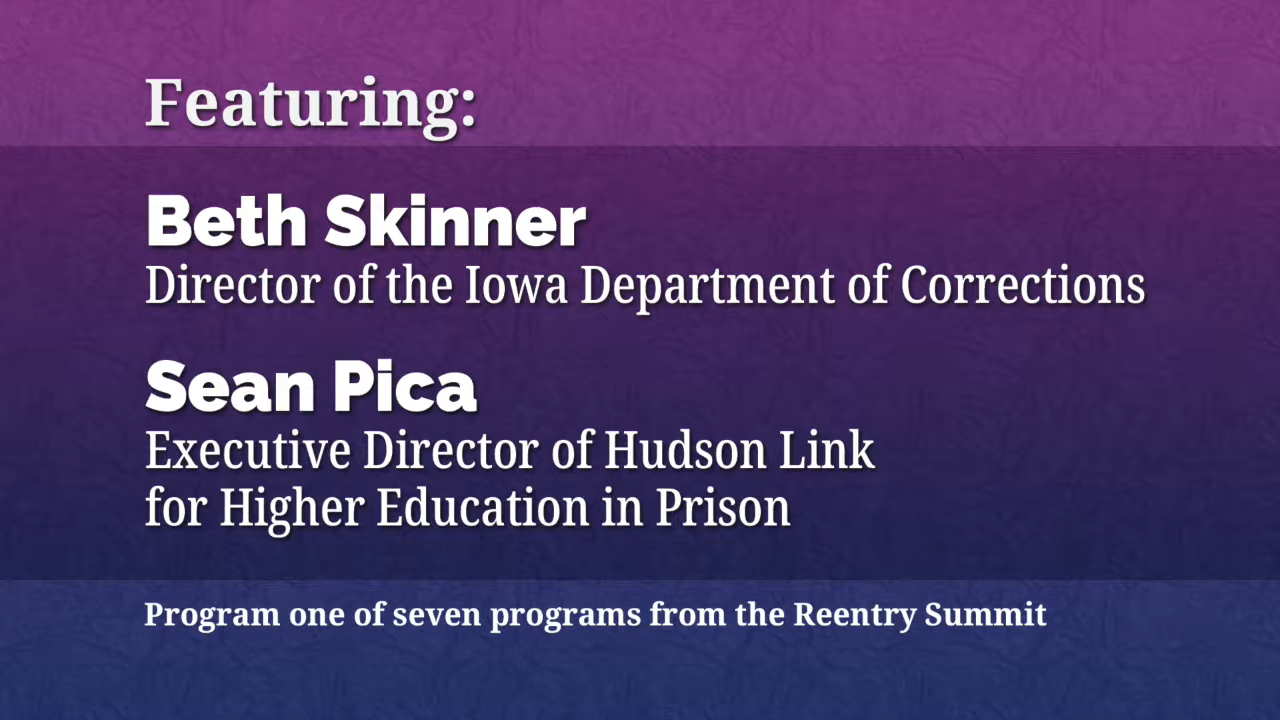 Featuring:
Beth Skinner
Director of the Iowa Department of Corrections
Sean Pica
Executive Director of Hudson Link
for Higher Education in Prison
Program one of seven programs from the Reentry Summit